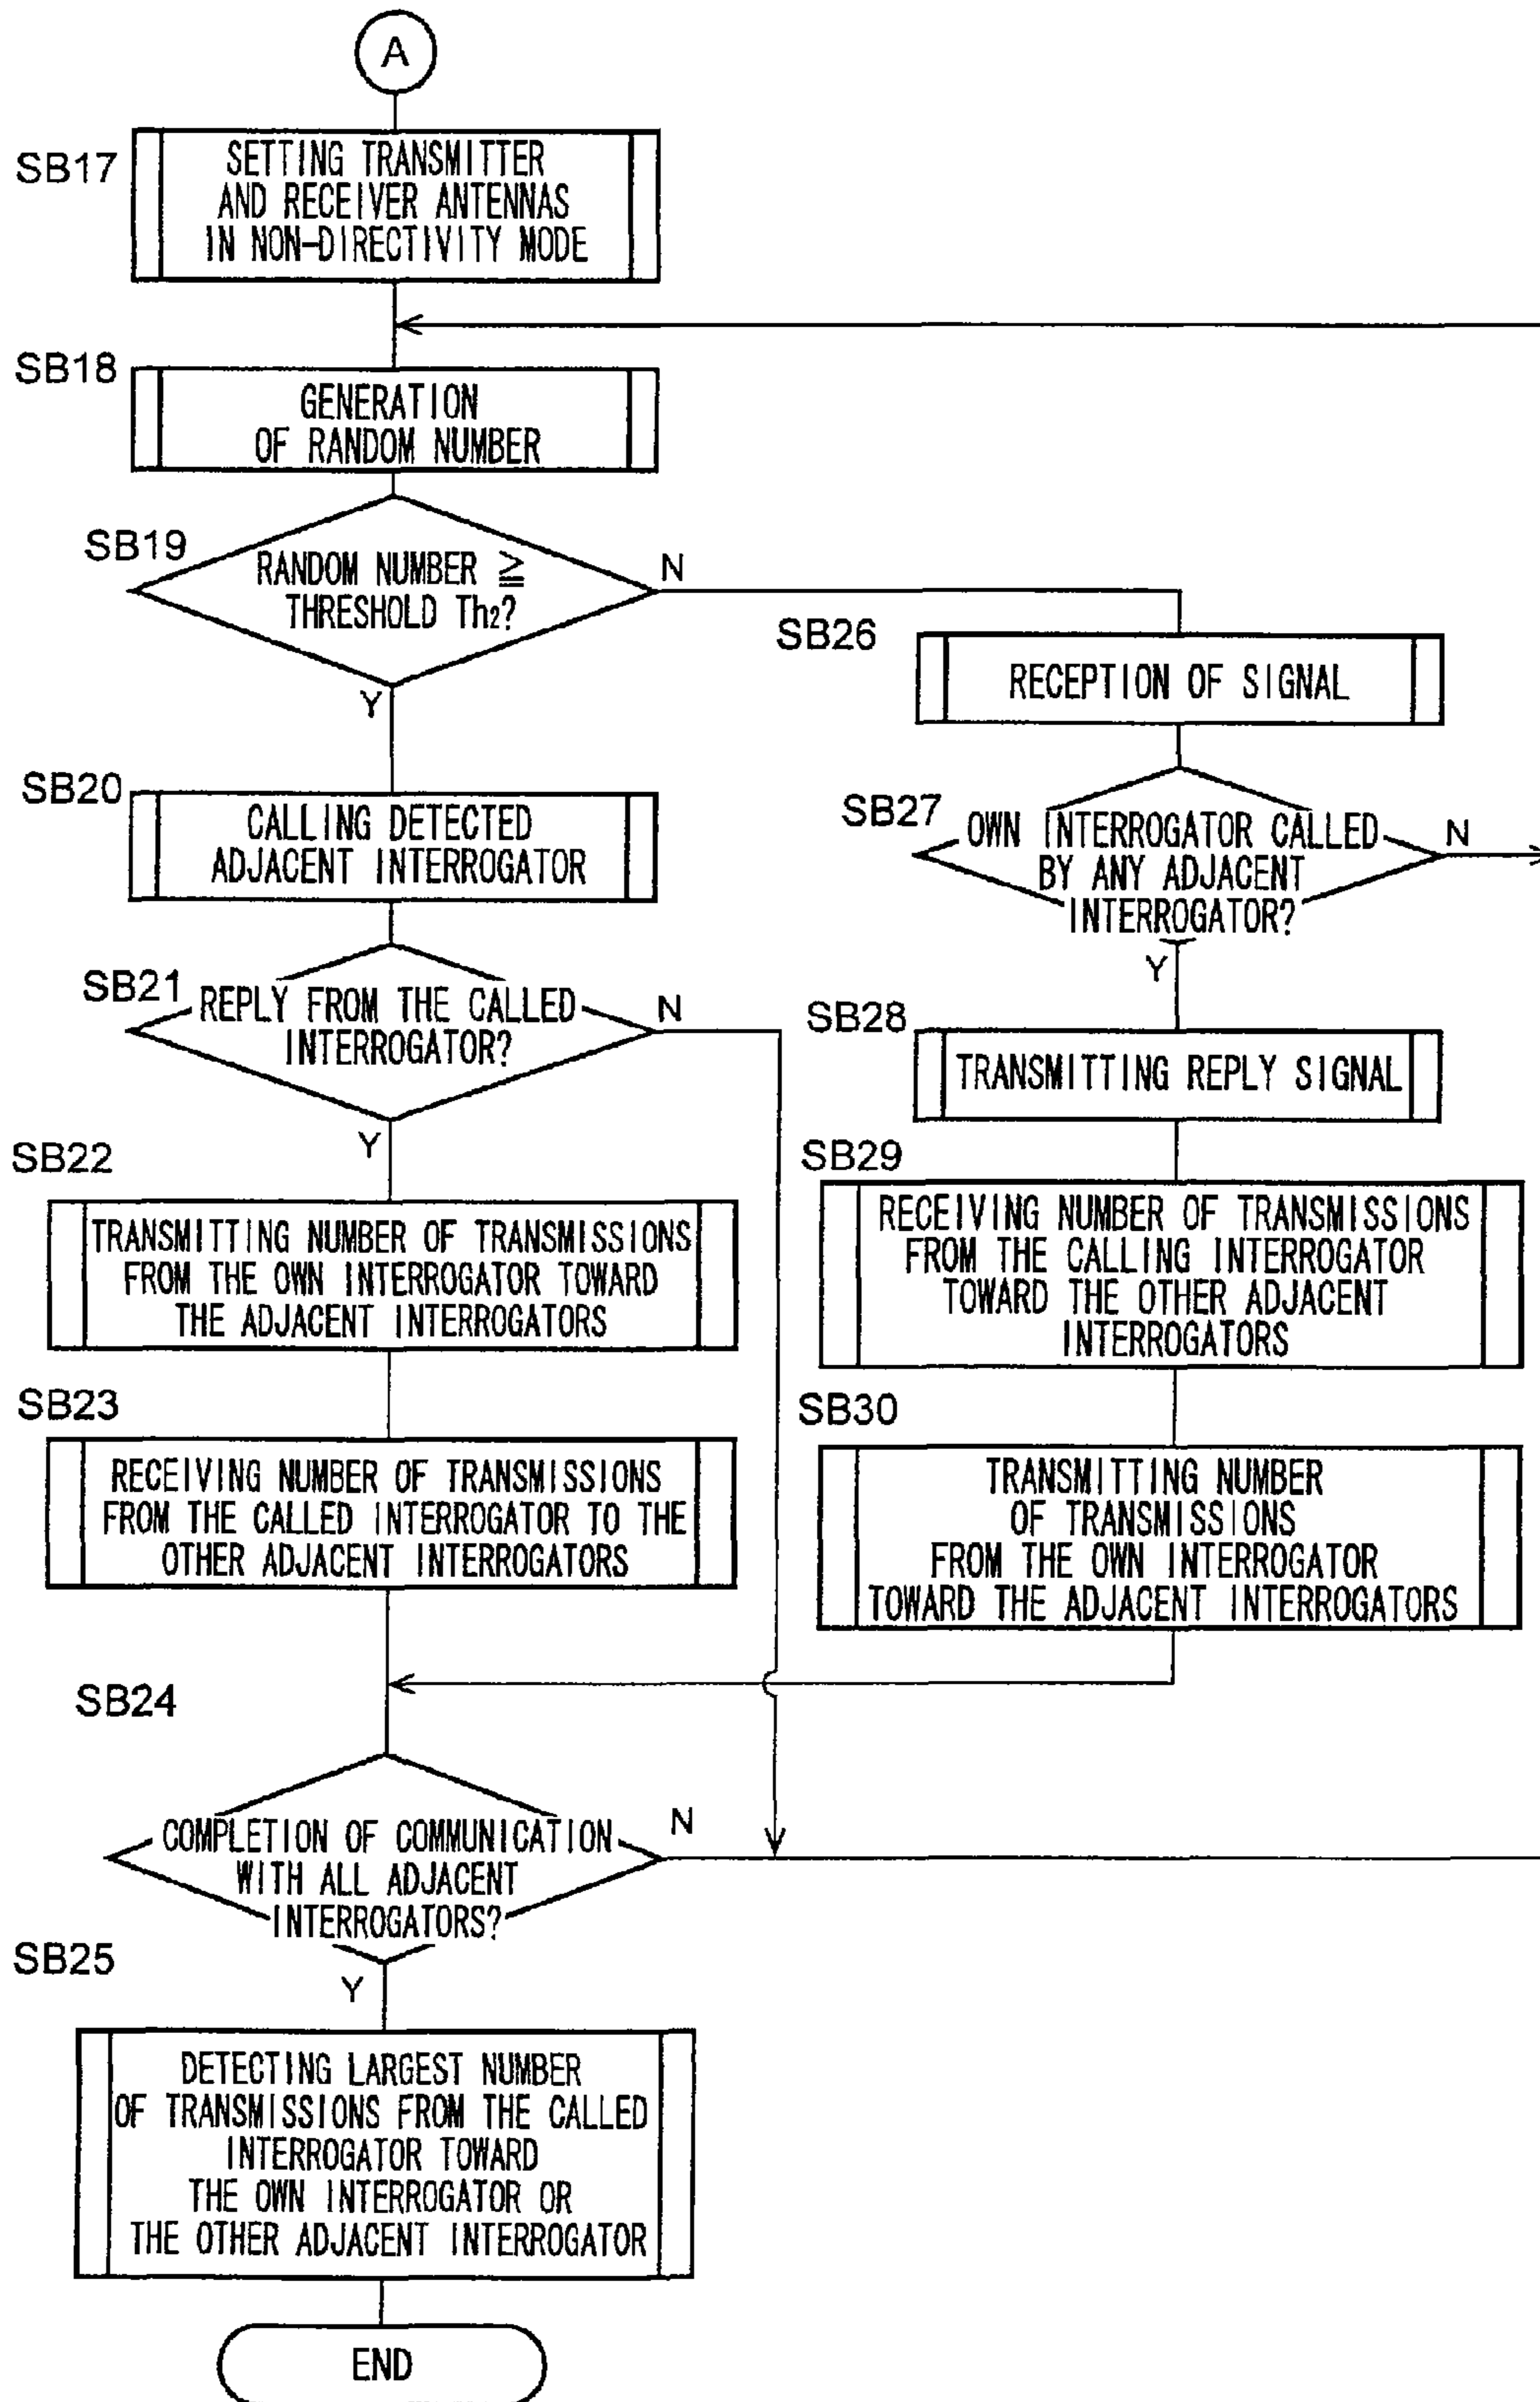 A
SB17
SETTING TRANSMITTER
AND RECEIVER ANTENNAS
IN NON-DIRECTIVITY MODE
SB18
GENERATION
OF RANDOM NUMBER
SB19
RANDOM NUMBER ≧
THRESHOLD Th2?
N
Y
SB20
CALLING DETECTED
ADJACENT INTERROGATOR
SB21
REPLY FROM THE CALLED
INTERROGATOR?
N
Y
SB22
TRANSMITTING NUMBER OF TRANSMISSIONS
FROM THE OWN INTERROGATOR TOWARD
THE ADJACENT INTERROGATORS
SB23
RECEIVING NUMBER OF TRANSMISSIONS
FROM THE CALLED INTERROGATOR TO THE
OTHER ADJACENT INTERROGATORS
SB24
COMPLETION OF COMMUNICATION
WITH ALL ADJACENT
INTERROGATORS?
N
Y
SB25
DETECTING LARGEST NUMBER
OF TRANSMISSIONS FROM THE CALLED
INTERROGATOR TOWARD
THE OWN INTERROGATOR OR
THE OTHER ADJACENT INTERROGATOR
END
SB26
RECEPTION OF SIGNAL
SB27
OWN INTERROGATOR CALLED
BY ANY ADJACENT
INTERROGATOR?
N
Y
SB28
TRANSMITTING REPLY SIGNAL
SB29
RECEIVING NUMBER OF TRANSMISSIONS
FROM THE CALLING INTERROGATOR
TOWARD THE OTHER ADJACENT
INTERROGATORS
SB30
TRANSMITTING NUMBER
OF TRANSMISSIONS
FROM THE OWN INTERROGATOR
TOWARD THE ADJACENT INTERROGATORS